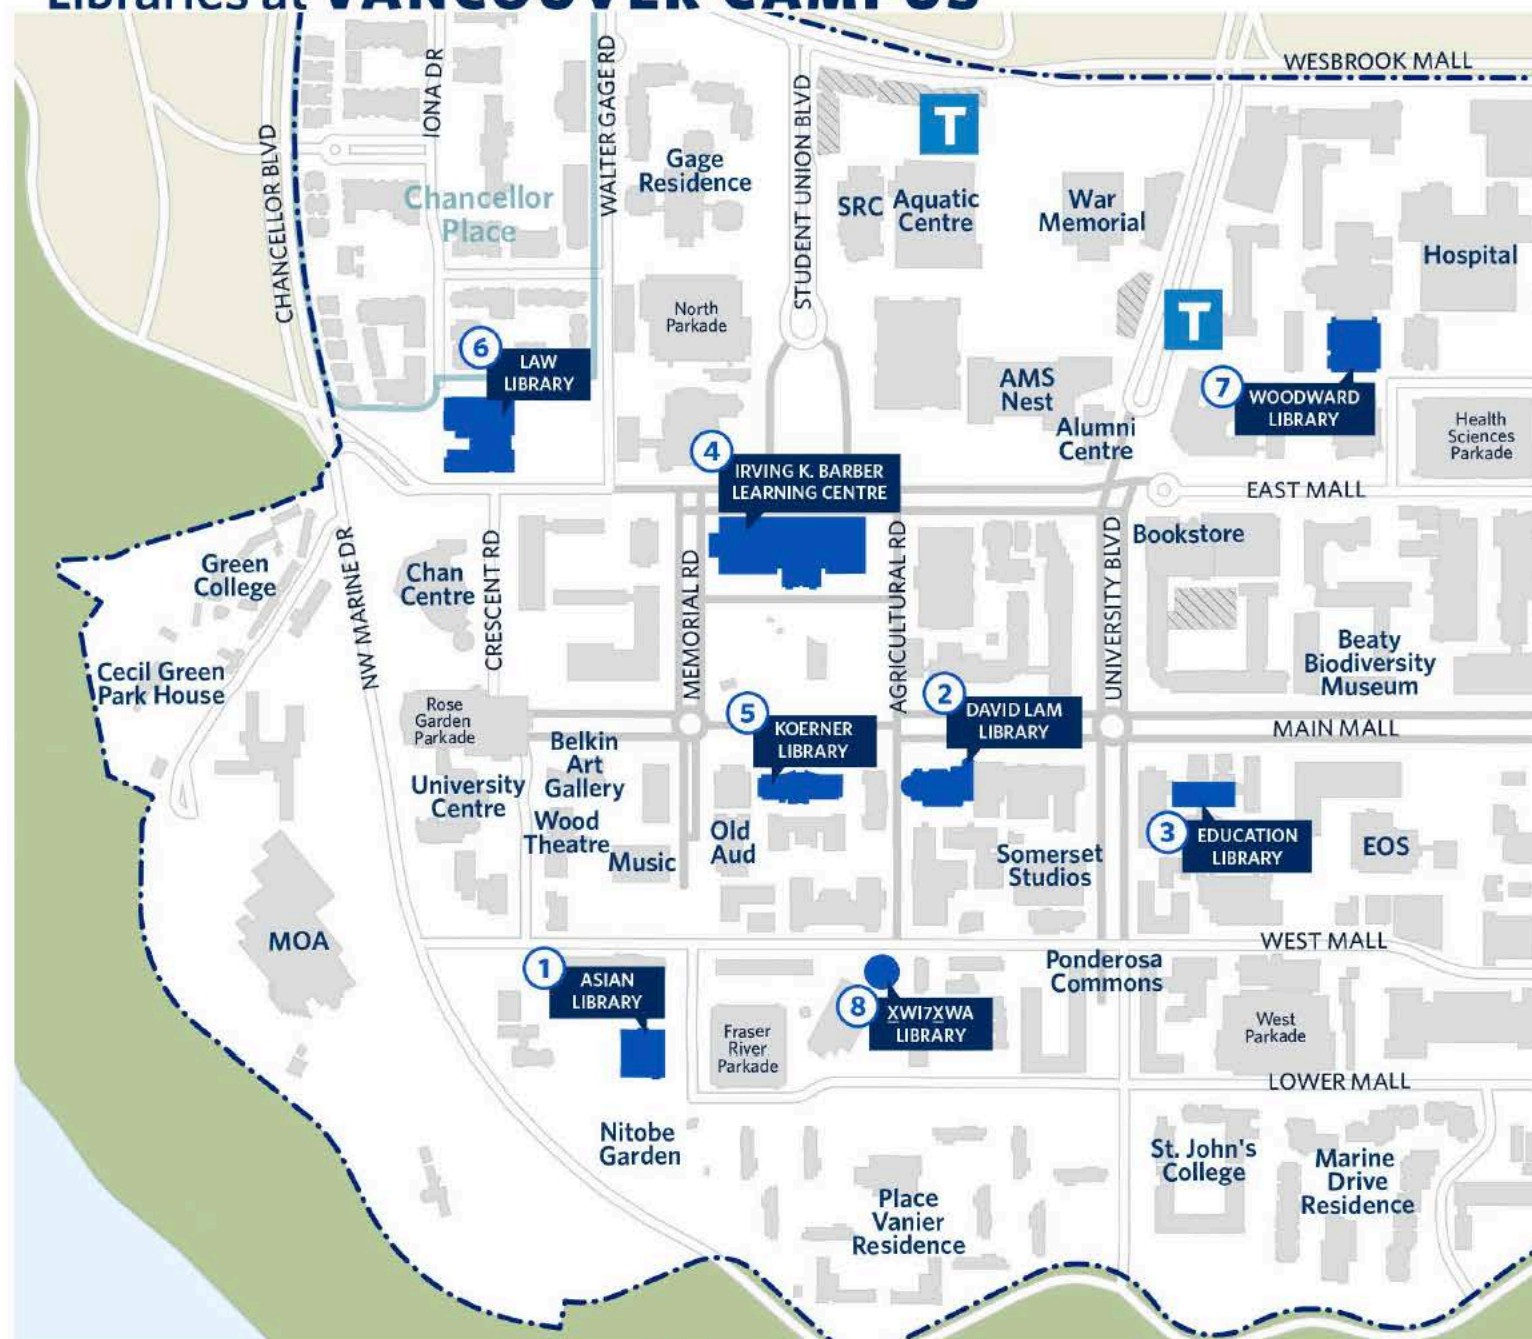 Libraries at VANCOUVER CAMPUS
WESBROOK MALL
CHANCELLOR BLVD
IONA DR
WALTER GAGE RD
STUDENT UNION BLVD
T
Gage
Residence
Chancellor
Place
SRC
Aquatic
Centre
War
Memorial
Hospital
North
Parkade
T
6
LAW
LIBRARY
AMS
Nest
Alumni
Centre
7
WOODWARD
LIBRARY
Health
Sciences
Parkade
4
IRVING K. BARBER
LEARNING CENTRE
EAST MALL
Green
College
NW MARINE DR
Chan
Centre
CRESCENT RD
MEMORIAL RD
AGRICULTURAL RD
UNIVERSITY BLVD
Bookstore
Cecil Green
Park House
Beaty
Biodiversity
Museum
Rose
Garden
Parkade
5
KOERNER
LIBRARY
2
DAVID LAM
LIBRARY
MAIN MALL
Belkin
Art
Gallery
University
Centre
Wood
Theatre
Music
Old
Aud
Somerset
Studios
3
EDUCATION
LIBRARY
EOS
MOA
WEST MALL
1
ASIAN
LIBRARY
8
X̲WI7X̲WA
LIBRARY
Ponderosa
Commons
Fraser
River
Parkade
West
Parkade
LOWER MALL
Nitobe
Garden
Place
Vanier
Residence
St. John's
College
Marine
Drive
Residence